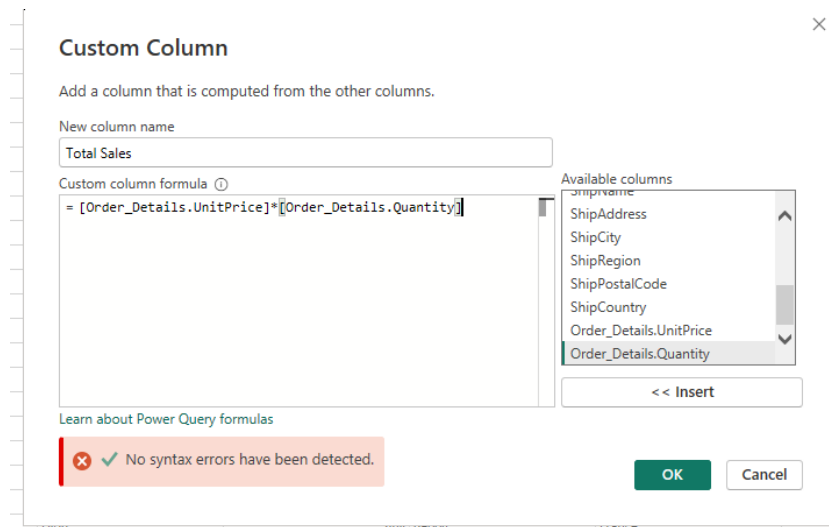 Custom Column
Add a column that is computed from the other columns.
New column name
Total Sales
Custom column formula
= [Order_Details.UnitPrice]*[Order_Details.Quantity]
Available columns
ShipName
ShipAddress
ShipCity
ShipRegion
ShipPostalCode
ShipCountry
Order_Details.UnitPrice
Order_Details.Quantity
<< Insert
Learn about Power Query formulas
No syntax errors have been detected.
OK
Cancel